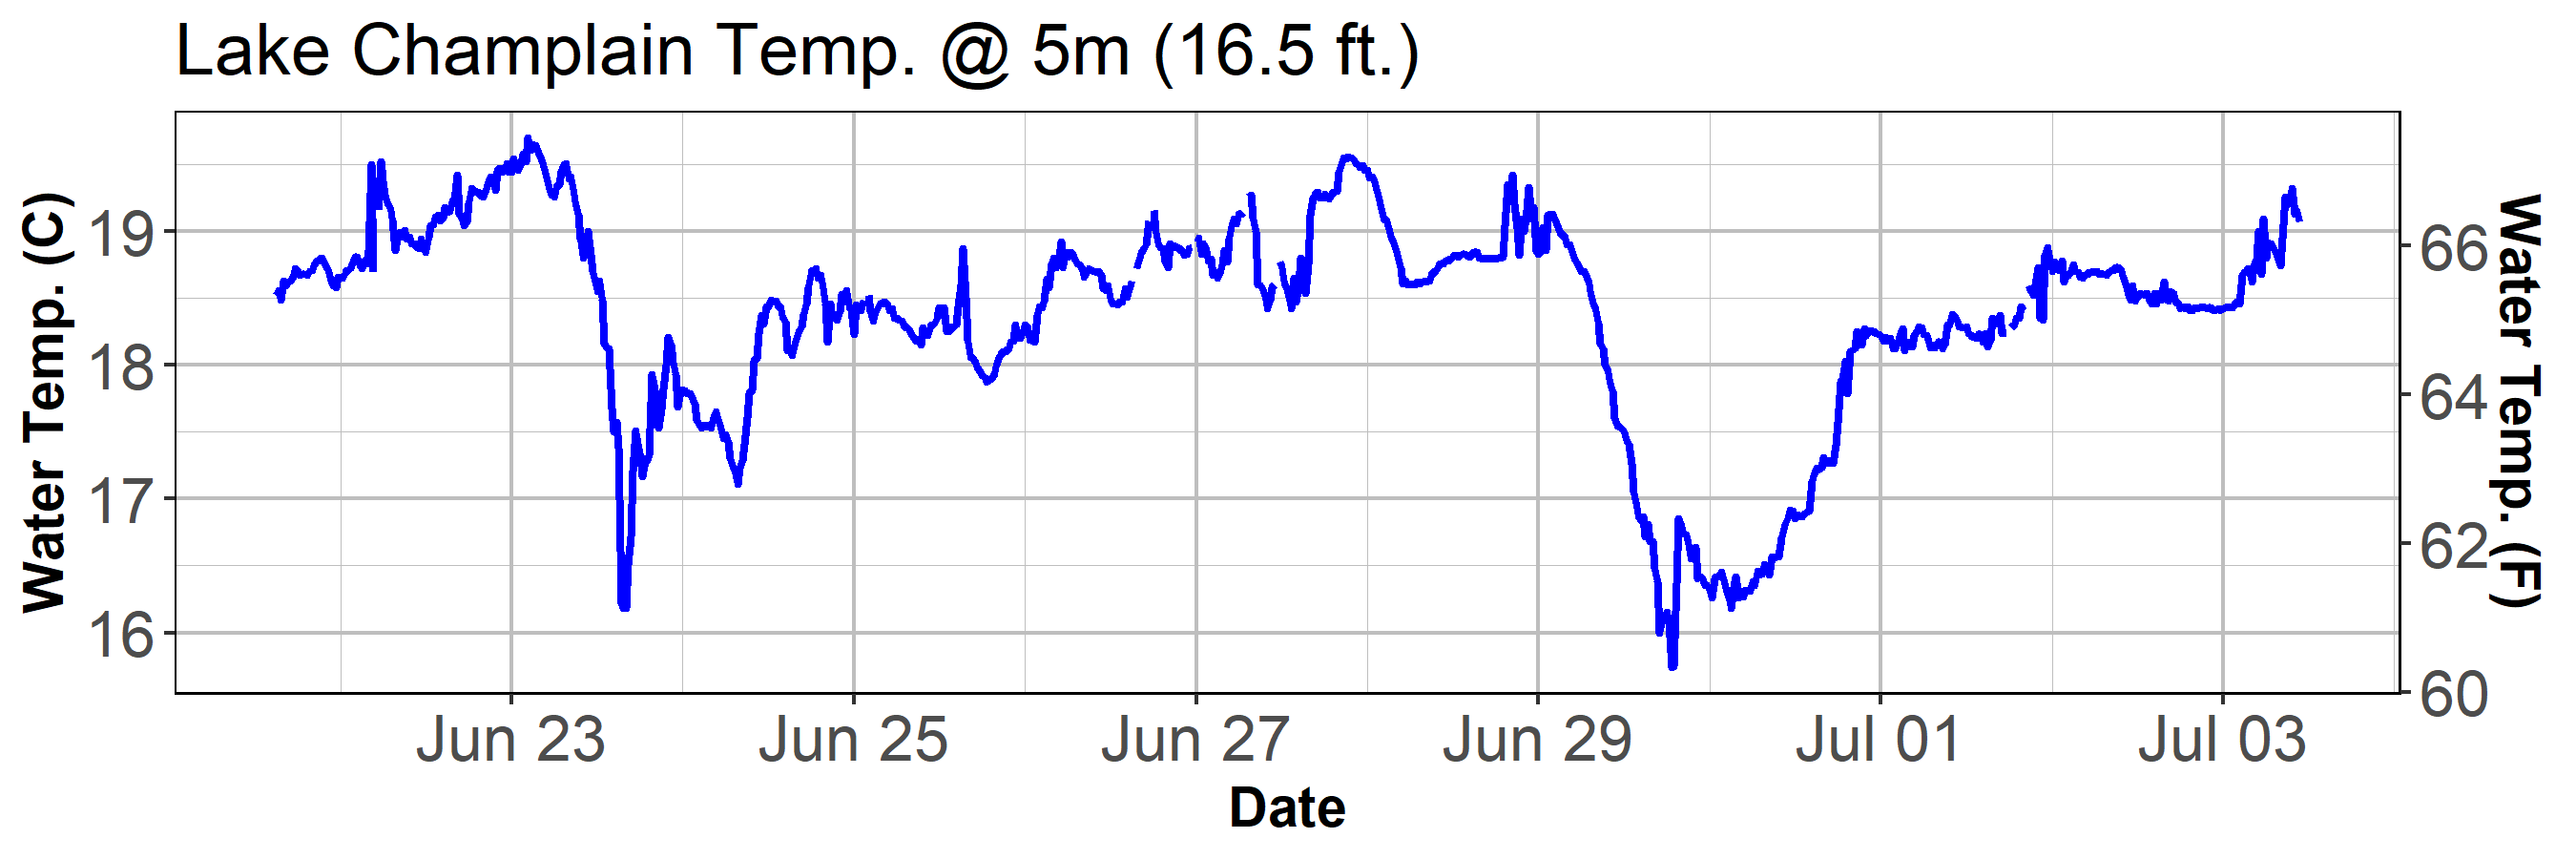 Lake Champlain Temp. @ 5m (16.5 ft.)
Water Temp. (C)
19
18
17
16
66
64
62
60
Water Temp. (F)
Jun 23 Jun 25 Jun 27 Jun 29 Jul 01 Jul 03
Date